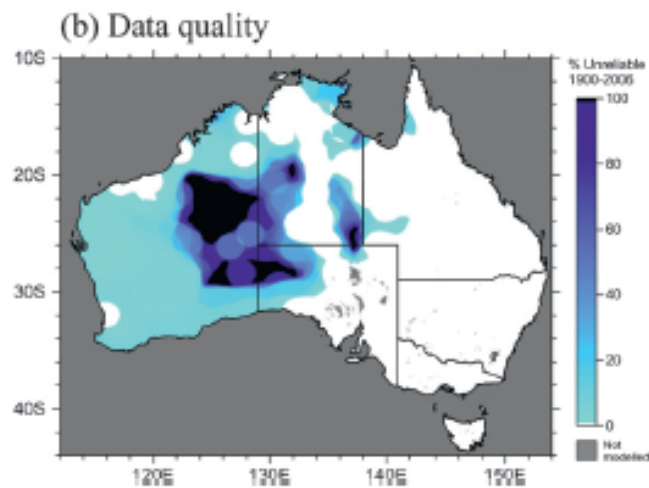 (b) Data quality
% Unreliable
1900-2006
10S
20S
30S
40S
120E
130E
140E
150E
100
80
60
40
20
0
Not
modelled